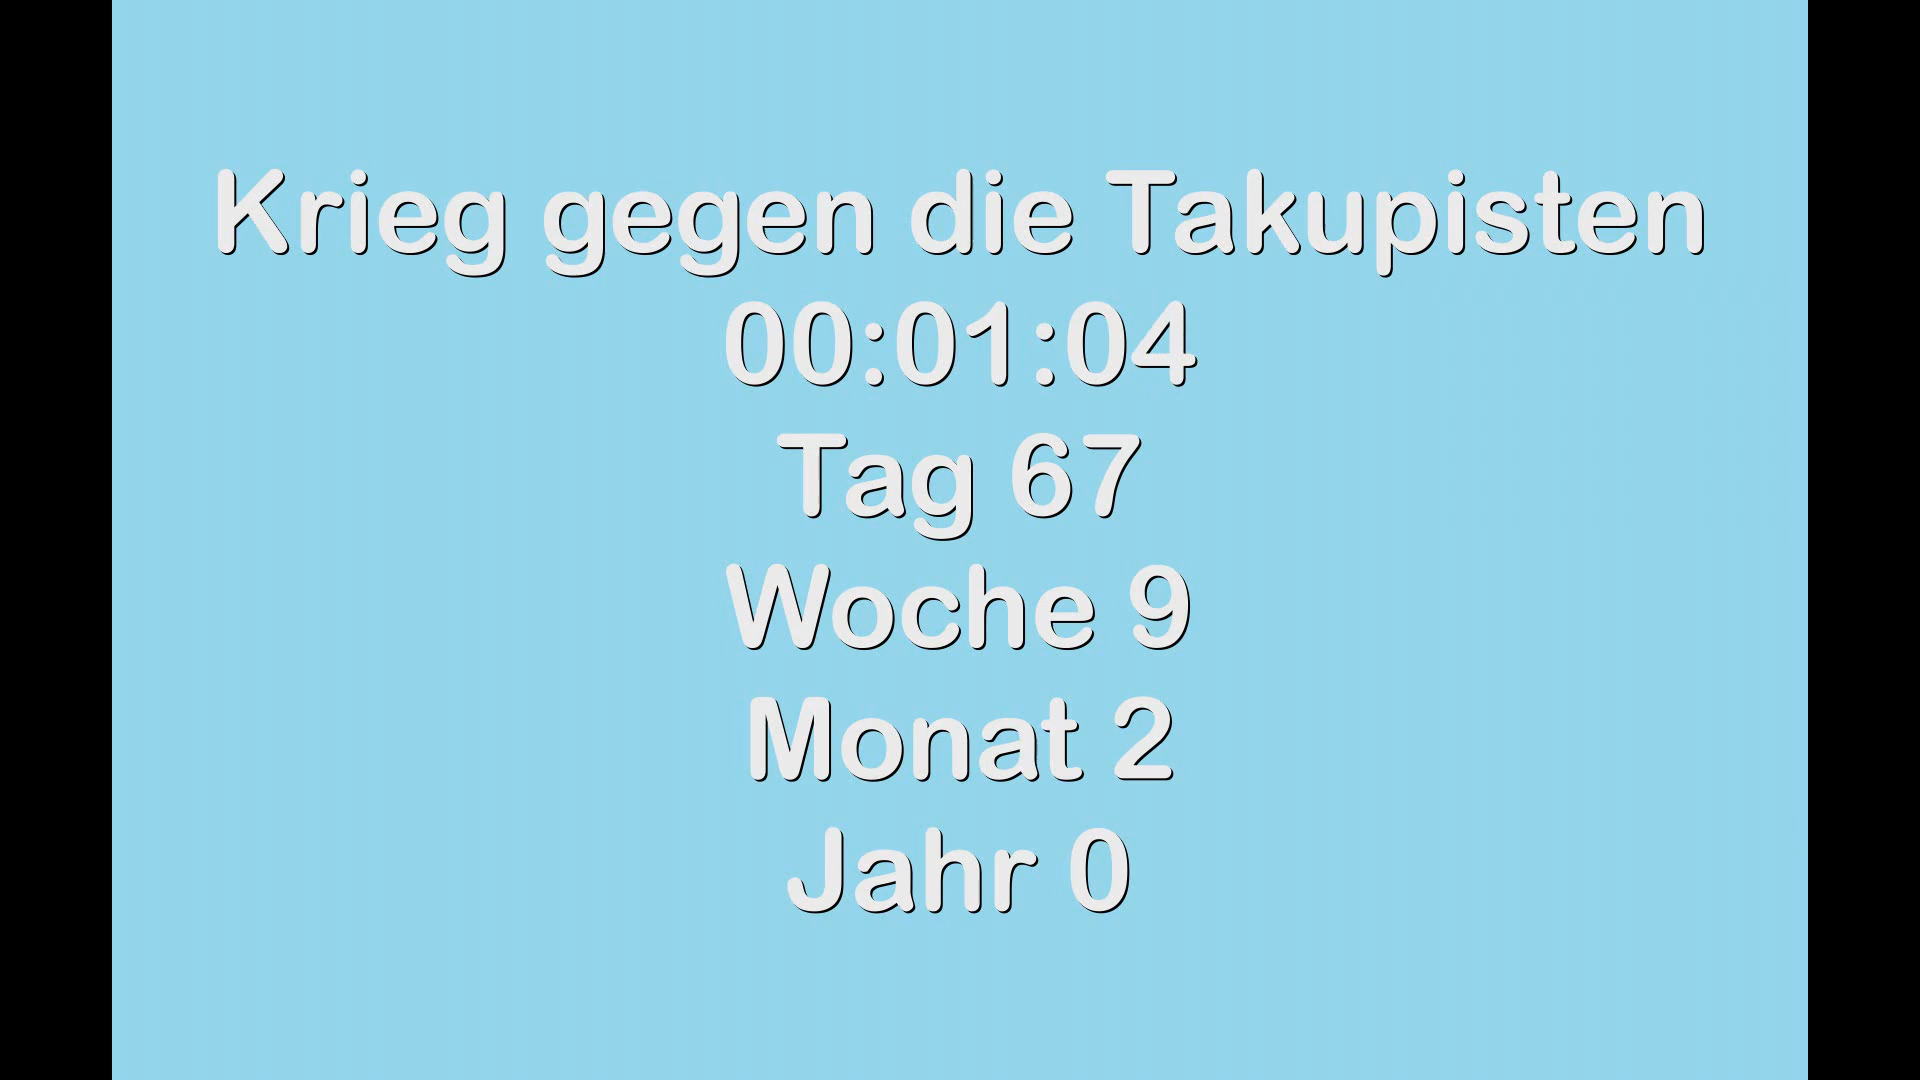 Krieg gegen die Takupisten
00:01:04
Tag 67
Woche 9
Monat 2
Jahr 0